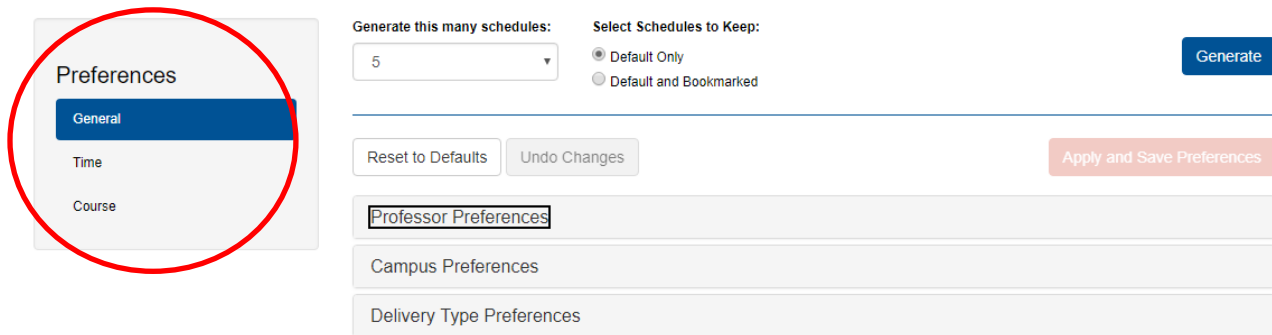 Preferences
General
Time
Course
Generate this many schedules:
5
Select Schedules to Keep:
Default Only
Default and Bookmarked
Generate
Reset to Defaults
Undo Changes
Apply and Save Preferences
Professor Preferences
Campus Preferences
Delivery Type Preferences